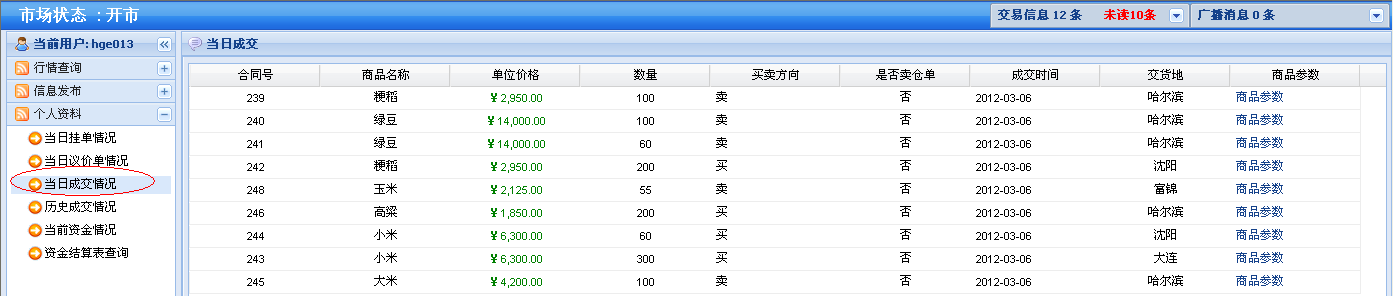 市场状态 ：开市
交易信息 12 条 未读10条 广播消息 0 条
当前用户: hge013
行情查询
信息发布
个人资料
当日挂单情况
当日议价单情况
当日成交情况
历史成交情况
当前资金情况
资金结算表查询
当日成交
合同号 商品名称 单位价格 数量 买卖方向 是否卖仓单 成交时间 交货地 商品参数
239 粳稻 ¥ 2,950.00 100 卖 否 2012-03-06 哈尔滨 商品参数
240 绿豆 ¥ 14,000.00 100 卖 否 2012-03-06 哈尔滨 商品参数
241 绿豆 ¥ 14,000.00 60 卖 否 2012-03-06 哈尔滨 商品参数
242 粳稻 ¥ 2,950.00 200 买 否 2012-03-06 沈阳 商品参数
248 玉米 ¥ 2,125.00 55 卖 否 2012-03-06 富锦 商品参数
246 高粱 ¥ 1,850.00 200 买 否 2012-03-06 哈尔滨 商品参数
244 小米 ¥ 6,300.00 60 买 否 2012-03-06 沈阳 商品参数
243 小米 ¥ 6,300.00 300 买 否 2012-03-06 大连 商品参数
245 大米 ¥ 4,200.00 100 卖 否 2012-03-06 哈尔滨 商品参数